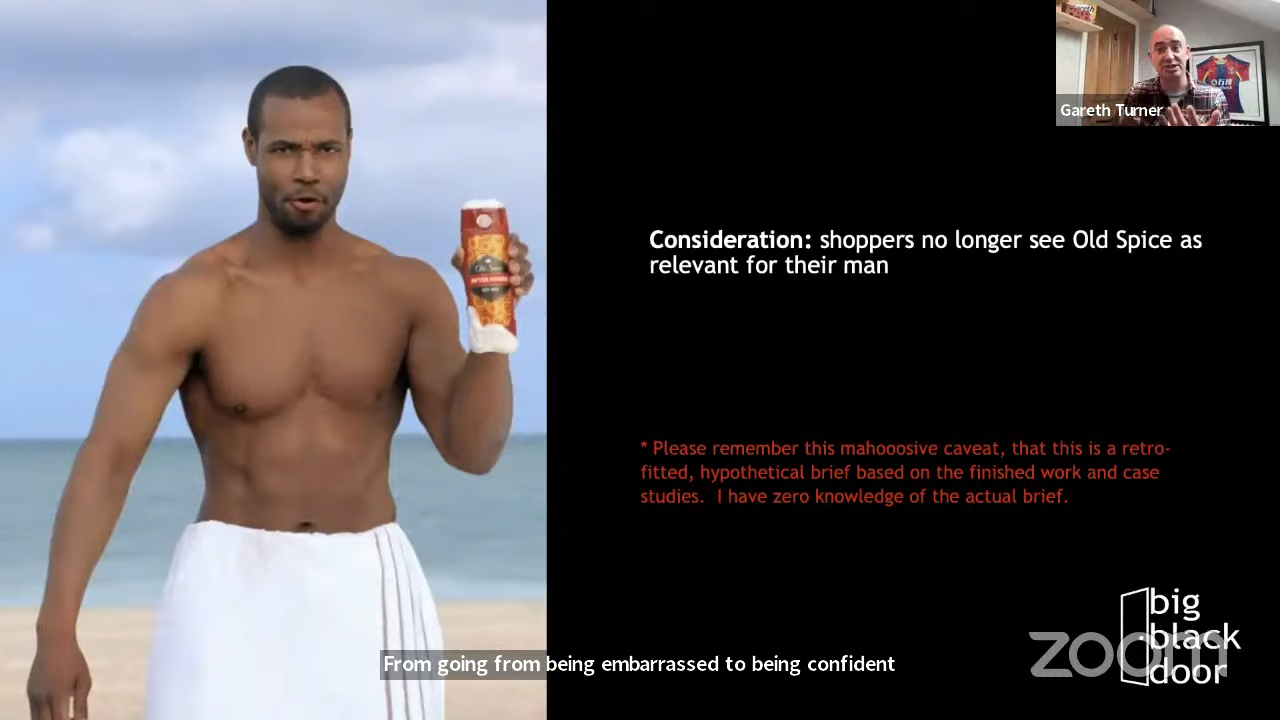 Gareth Turner
Consideration: shoppers no longer see Old Spice as
relevant for their man
* Please remember this mahooosive caveat, that this is a retro-
fitted, hypothetical brief based on the finished work and case
studies. I have zero knowledge of the actual brief.
From going from being embarrassed to being confident
big
black
door
zoom
Old Spice